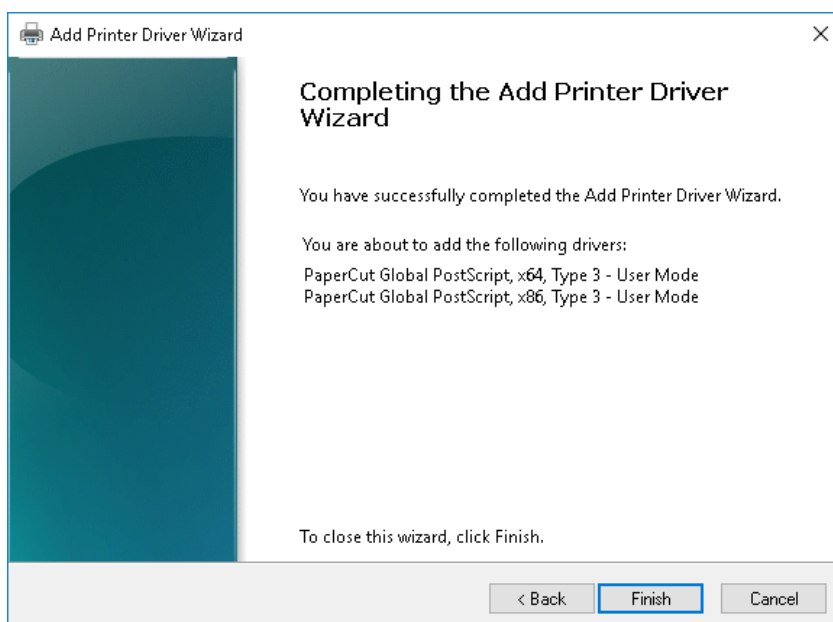 Add Printer Driver Wizard
Completing the Add Printer Driver
Wizard
You have successfully completed the Add Printer Driver Wizard.
You are about to add the following drivers:
PaperCut Global PostScript, x64, Type 3 - User Mode
PaperCut Global PostScript, x86, Type 3 - User Mode
To close this wizard, click Finish.
< Back Finish Cancel